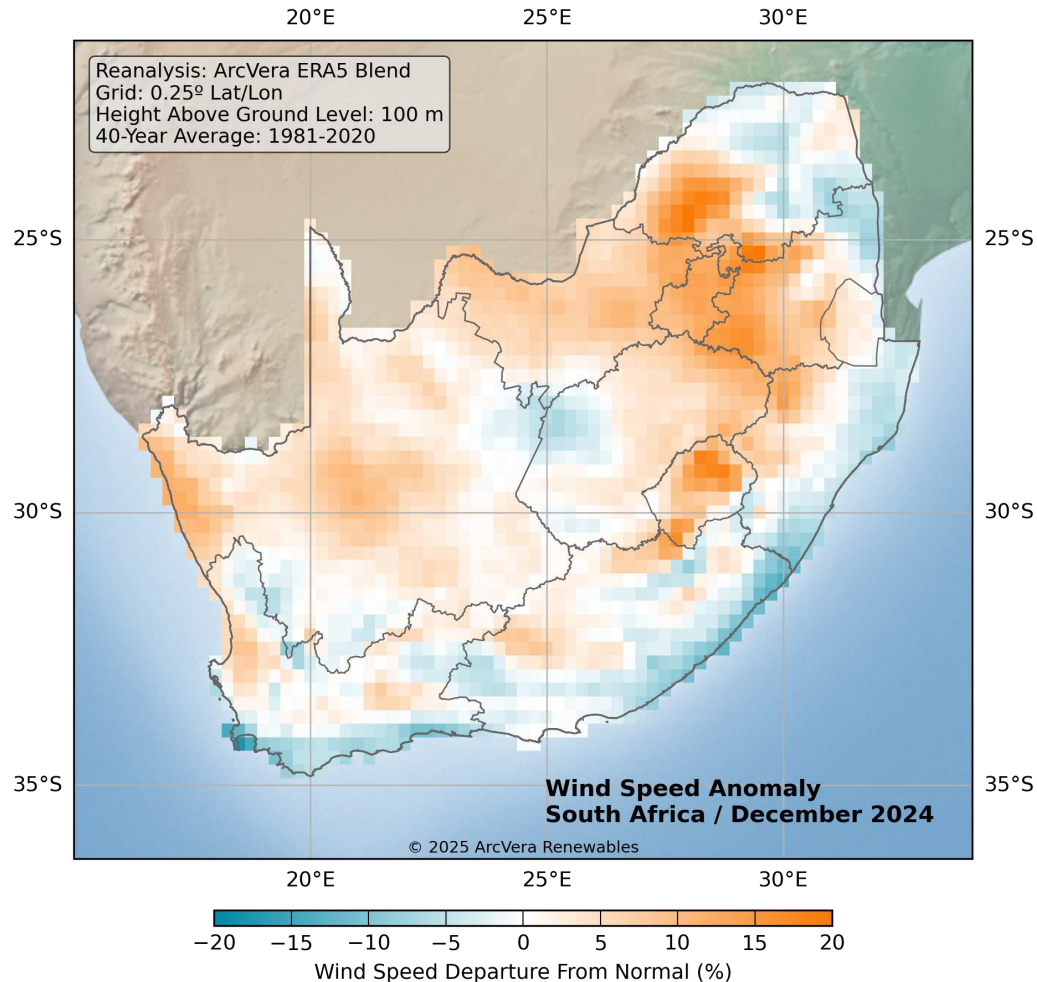 20°E 25°E 30°E
Reanalysis: ArcVera ERA5 Blend
Grid: 0.25º Lat/Lon
Height Above Ground Level: 100 m
40-Year Average: 1981-2020
25°S 25°S
30°S 30°S
35°S 35°S
Wind Speed Anomaly
South Africa / December 2024
© 2025 ArcVera Renewables
20°E 25°E 30°E
−20 −15 −10 −5 0 5 10 15 20
Wind Speed Departure From Normal (%)